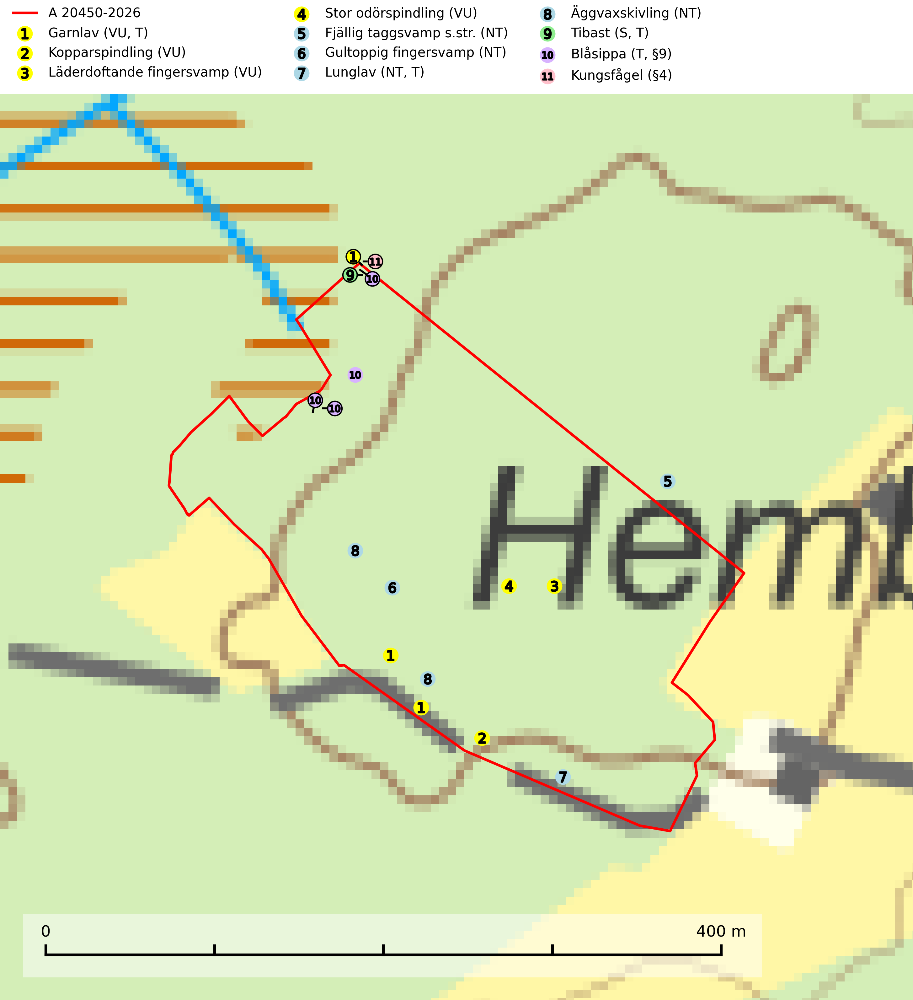 A 20450-2026
1 Garnlav (VU, T)
2 Kopparspindling (VU)
3 Läderdoftande fingersvamp (VU)
4 Stor odörspindling (VU)
5 Fjällig taggsvamp s.str. (NT)
6 Gultoppig fingersvamp (NT)
7 Lunglav (NT, T)
8 Äggvaxskivling (NT)
9 Tibast (S, T)
10 Blåsippa (T, §9)
11 Kungsfågel (§4)
1 11
9 10
10
10 10
5
8
6 4 3
1
8
1
2
7
0 400 m